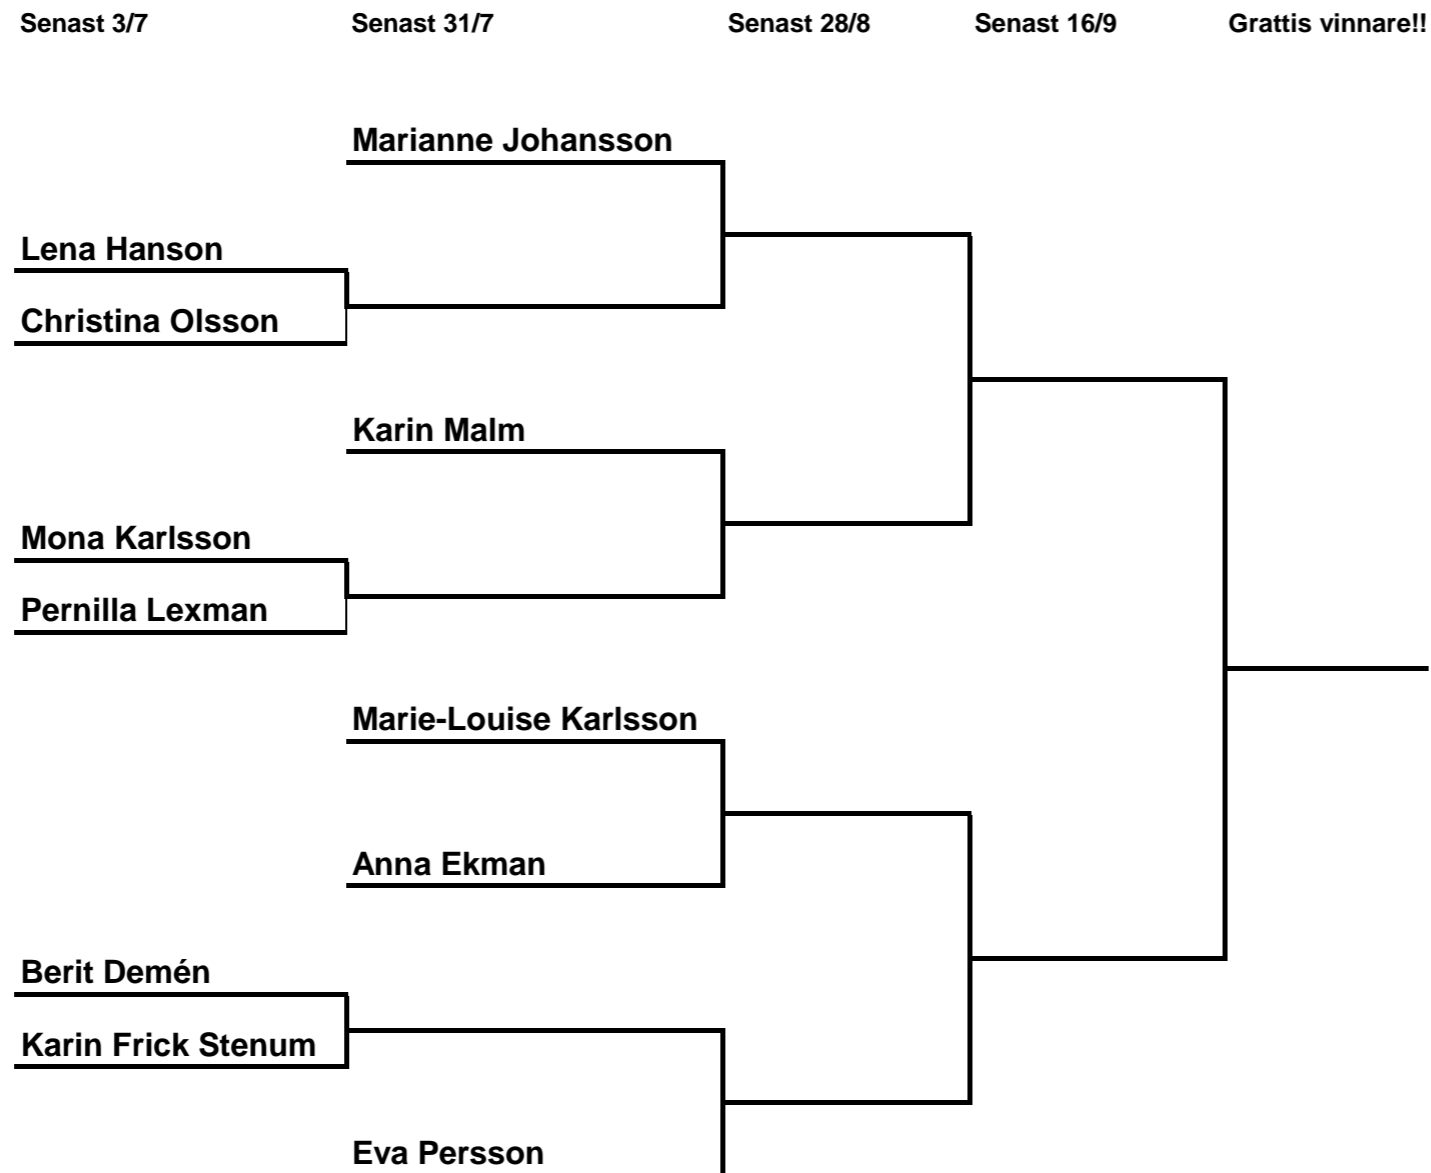 Senast 3/7 Senast 31/7 Senast 28/8 Senast 16/9 Grattis vinnare!!
Marianne Johansson
Lena Hanson
Christina Olsson
Karin Malm
Mona Karlsson
Pernilla Lexman
Marie-Louise Karlsson
Anna Ekman
Berit Demén
Karin Frick Stenum
Eva Persson